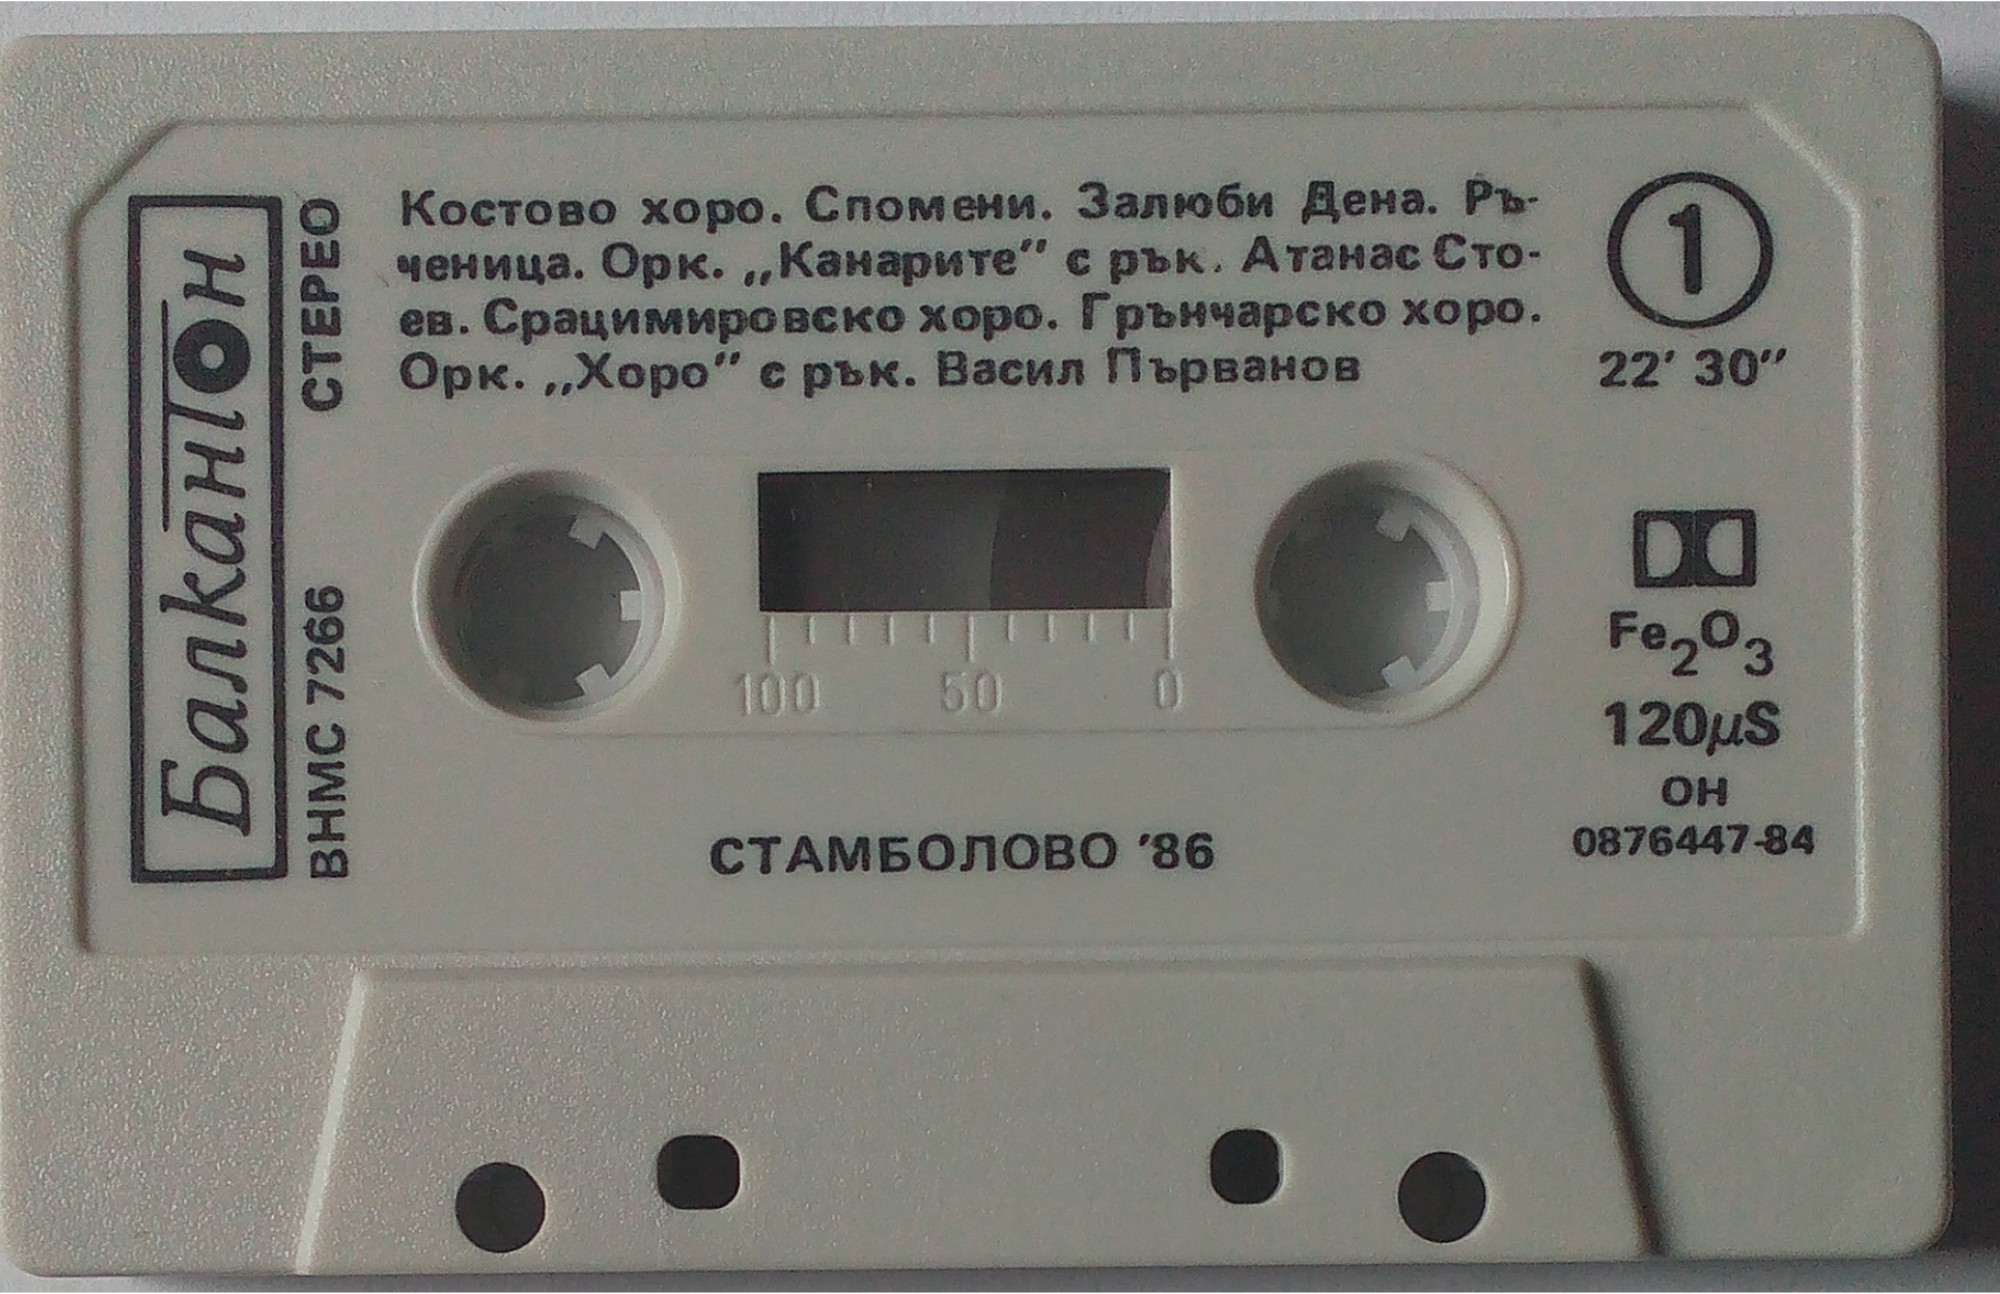 Костово хоро. Спомени. Залюби Дена. Ръ-
ченица. Орк. „Канарите” с рък. Атанас Сто-
ев. Срацимировско хоро. Грънчарско хоро.
Орк. „Хоро” с рък. Васил Първанов
1
22' 30''
Балкантон
СТЕРЕО
ВНМС 7266
100 50 0
Fe₂O₃
120μS
ОН
0876447-84
СТАМБОЛОВО '86